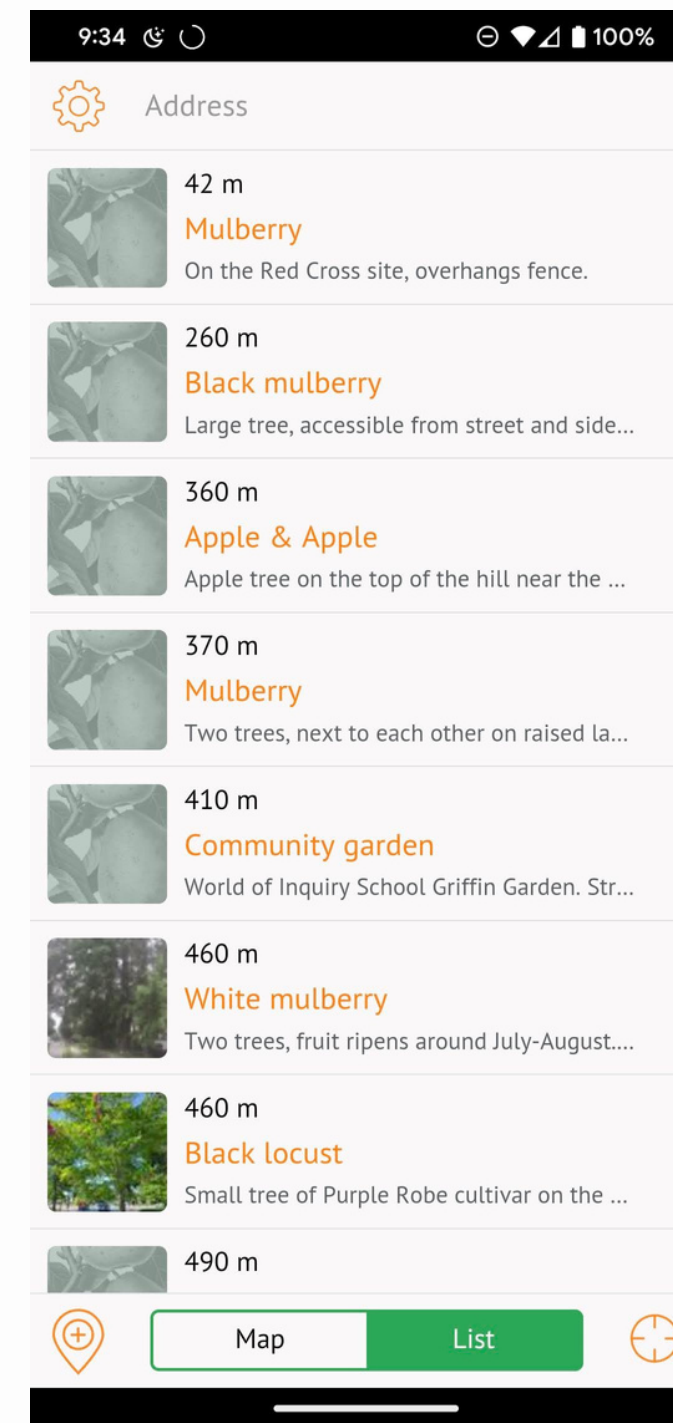 9:34 100%
Address
42 m
Mulberry
On the Red Cross site, overhangs fence.
260 m
Black mulberry
Large tree, accessible from street and side...
360 m
Apple & Apple
Apple tree on the top of the hill near the ...
370 m
Mulberry
Two trees, next to each other on raised la...
410 m
Community garden
World of Inquiry School Griffin Garden. Str...
460 m
White mulberry
Two trees, fruit ripens around July-August....
460 m
Black locust
Small tree of Purple Robe cultivar on the ...
490 m
Map List